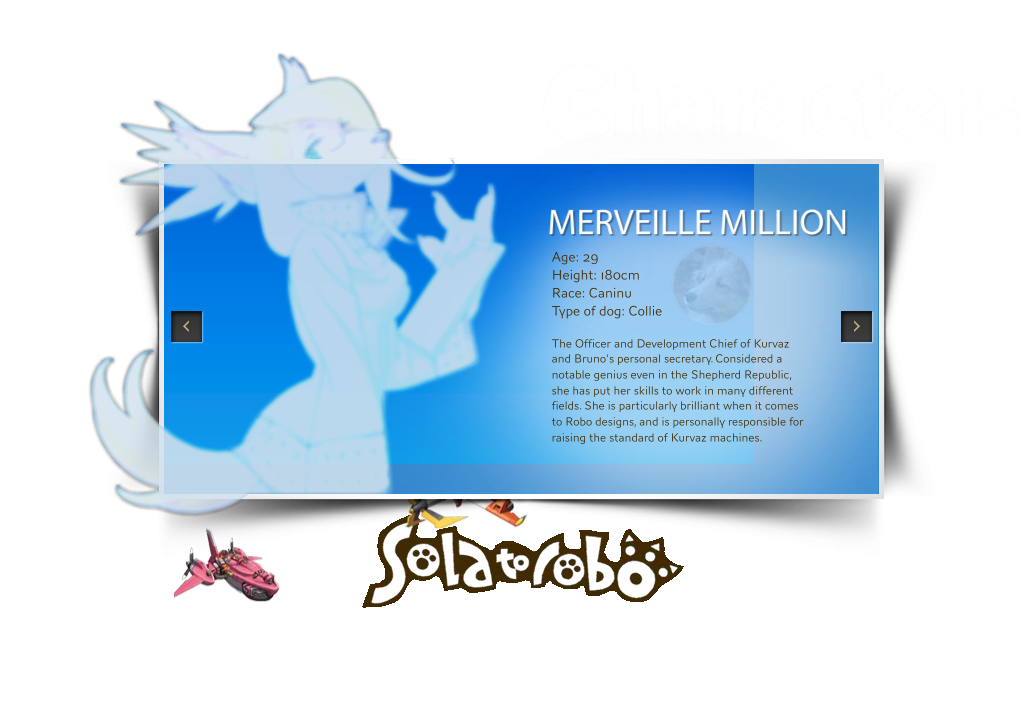 MERVEILLE MILLION
Age: 29
Height: 180cm
Race: Caninu
Type of dog: Collie
The Officer and Development Chief of Kurvaz
and Bruno's personal secretary. Considered a
notable genius even in the Shepherd Republic,
she has put her skills to work in many different
fields. She is particularly brilliant when it comes
to Robo designs, and is personally responsible for
raising the standard of Kurvaz machines.
Solatorobo